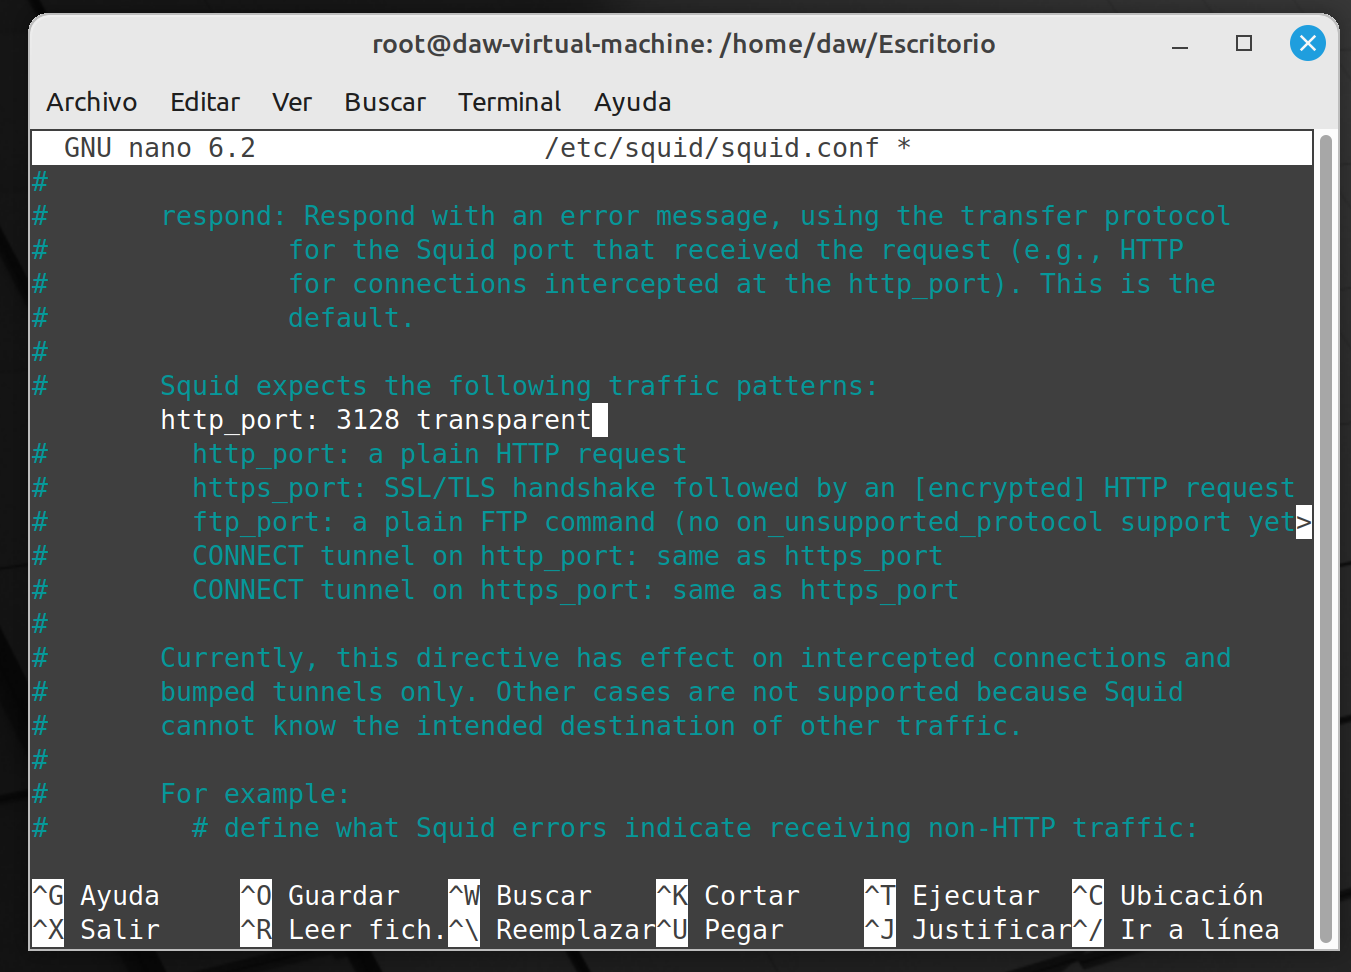 root@daw-virtual-machine: /home/daw/Escritorio
Archivo Editar Ver Buscar Terminal Ayuda
GNU nano 6.2 /etc/squid/squid.conf *
#
# respond: Respond with an error message, using the transfer protocol
# for the Squid port that received the request (e.g., HTTP
# for connections intercepted at the http_port). This is the
# default.
#
# Squid expects the following traffic patterns:
http_port: 3128 transparent
# http_port: a plain HTTP request
# https_port: SSL/TLS handshake followed by an [encrypted] HTTP request
# ftp_port: a plain FTP command (no on_unsupported_protocol support yet>
# CONNECT tunnel on http_port: same as https_port
# CONNECT tunnel on https_port: same as https_port
#
# Currently, this directive has effect on intercepted connections and
# bumped tunnels only. Other cases are not supported because Squid
# cannot know the intended destination of other traffic.
#
# For example:
# # define what Squid errors indicate receiving non-HTTP traffic:
^G Ayuda ^O Guardar ^W Buscar ^K Cortar ^T Ejecutar ^C Ubicación
^X Salir ^R Leer fich. ^\ Reemplazar ^U Pegar ^J Justificar ^/ Ir a línea